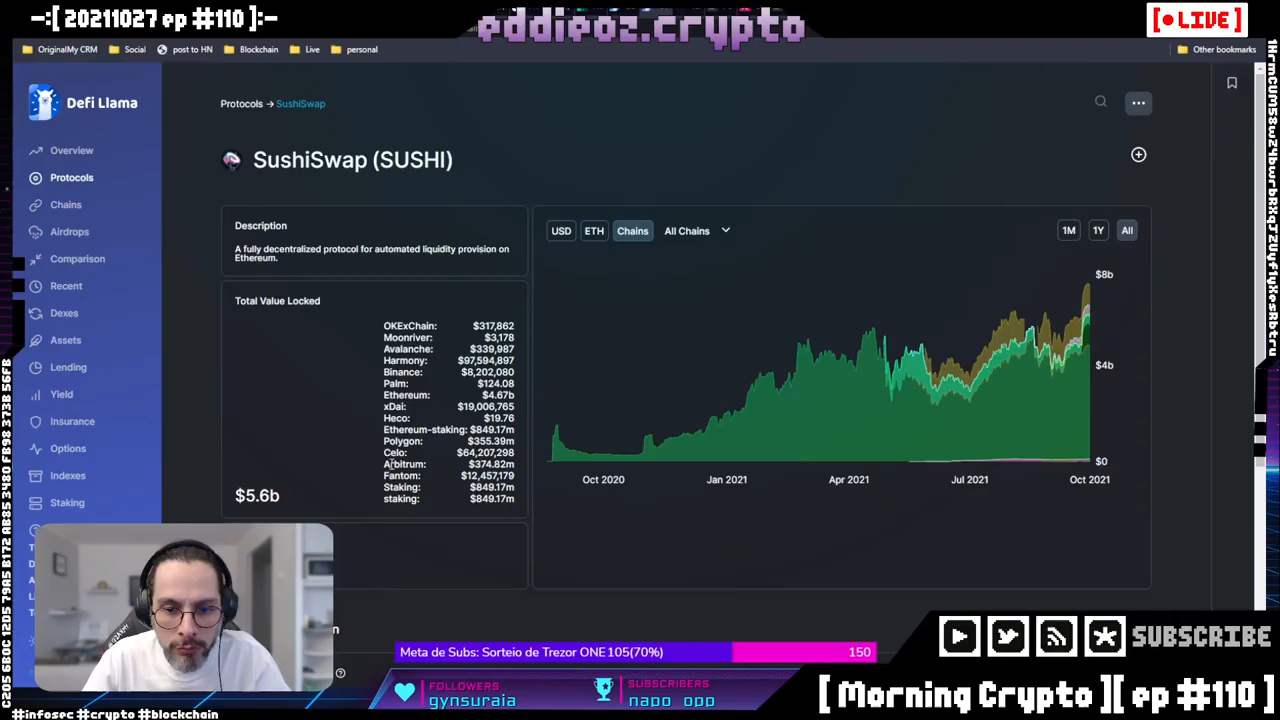 —:[ 20211027 ep #110 ]:—
eddieoz.crypto
[● LIVE]
OriginalMy CRM
Social
post to HN
Blockchain
Live
personal
Other bookmarks
Defi Llama
Overview
Protocols
Chains
Airdrops
Comparison
Recent
Dexes
Assets
Lending
Yield
Insurance
Options
Indexes
Staking
Protocols → SushiSwap
SushiSwap (SUSHI)
Description
A fully decentralized protocol for automated liquidity provision on
Ethereum.
Total Value Locked
OKExChain: $317,862
Moonriver: $3,178
Avalanche: $339,987
Harmony: $97,594,897
Binance: $8,202,080
Palm: $124.08
Ethereum: $4.67b
xDai: $19,006,765
Heco: $19.76
Ethereum-staking: $849.17m
Polygon: $355.39m
Celo: $64,207,298
Arbitrum: $374.82m
Fantom: $12,457,179
Staking: $849.17m
staking: $849.17m
$5.6b
USD
ETH
Chains
All Chains
1M
1Y
All
$8b
$4b
$0
Oct 2020
Jan 2021
Apr 2021
Jul 2021
Oct 2021
Meta de Subs: Sorteio de Trezor ONE 105(70%)
150
FOLLOWERS
gynsuraia
SUBSCRIBERS
napo_opp
SUBSCRIBE
[ Morning Crypto ][ ep #110 ]
#infosec #crypto #blockchain